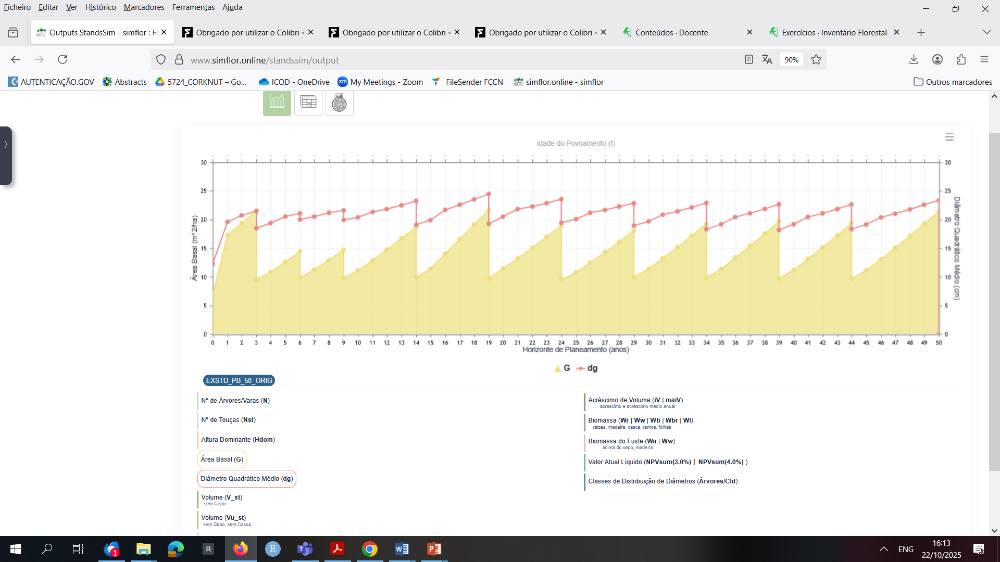 Ficheiro Editar Ver Histórico Marcadores Ferramentas Ajuda
Outputs StandsSim - simflor : Fo
Obrigado por utilizar o Colibri •
Obrigado por utilizar o Colibri •
Obrigado por utilizar o Colibri •
Conteúdos · Docente
Exercícios · Inventário Florestal
www.simflor.online/standssim/output
90%
AUTENTICAÇÃO.GOV Abstracts 5724_CORKNUT – Go... ICOD - OneDrive My Meetings - Zoom FileSender FCCN simflor.online - simflor Outros marcadores
Idade do Povoamento (t)
30 25 20 15 10 5 0
Área Basal (m^2/ha)
30 25 20 15 10 5 0
Diâmetro Quadrático Médio (cm)
0 1 2 3 4 5 6 7 8 9 10 11 12 13 14 15 16 17 18 19 20 21 22 23 24 25 26 27 28 29 30 31 32 33 34 35 36 37 38 39 40 41 42 43 44 45 46 47 48 49 50
Horizonte de Planeamento (anos)
G dg
EXSTD_PB_50_ORIG
Nº de Árvores/Varas (N)
Nº de Touças (Nst)
Altura Dominante (Hdom)
Área Basal (G)
Diâmetro Quadrático Médio (dg)
Volume (V_st)
sem Cepo
Volume (Vu_st)
sem Cepo, sem Casca
Acréscimo de Volume (iV | maiV)
acréscimo e acréscimo médio anual
Biomassa (Wr | Ww | Wb | Wbr | Wl)
raizes, madeira, casca, ramos, folhas
Biomassa do Fuste (Wa | Ww)
acima do cepo, madeira
Valor Atual Líquido (NPVsum(3.0%) | NPVsum(4.0%) )
Classes de Distribuição de Diâmetros (Árvores/Cld)
1
R
R
ENG
16:13
22/10/2025